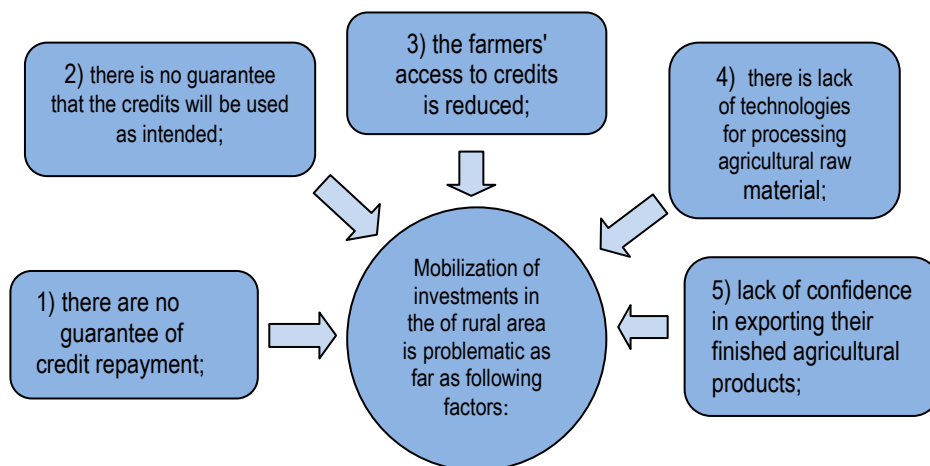 1) there are no
guarantee of
credit repayment;
2) there is no guarantee
that the credits will be used
as intended;
3) the farmers'
access to credits
is reduced;
4) there is lack
of technologies
for processing
agricultural raw
material;
5) lack of confidence
in exporting their
finished agricultural
products;
Mobilization of
investments in
the of rural area
is problematic as
far as following
factors: